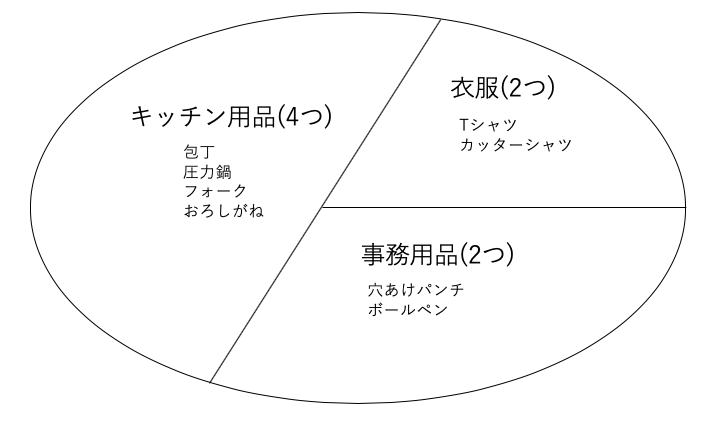 キッチン用品(4つ)
包丁
圧力鍋
フォーク
おろしがね
衣服(2つ)
Tシャツ
カッターシャツ
事務用品(2つ)
穴あけパンチ
ボールペン